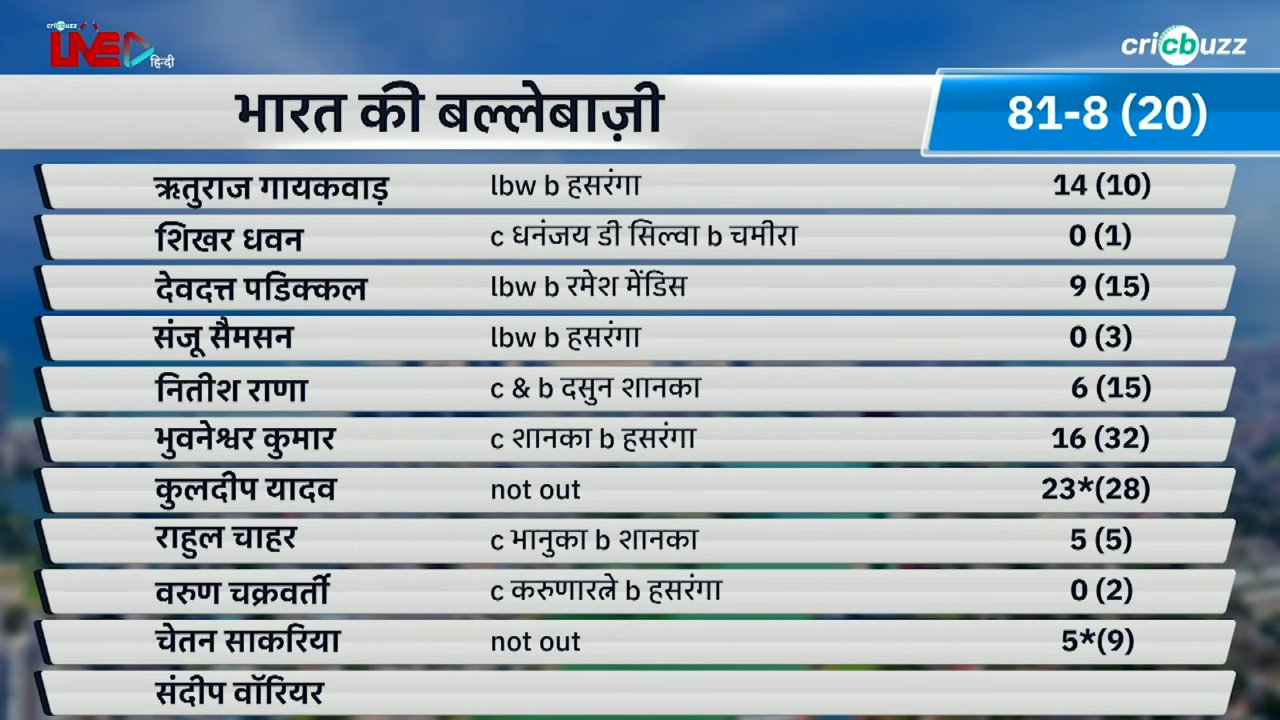 cricbuzz
LIVE हिन्दी
cricbuzz
भारत की बल्लेबाज़ी 81-8 (20)
ऋतुराज गायकवाड़ lbw b हसरंगा 14 (10)
शिखर धवन c धनंजय डी सिल्वा b चमीरा 0 (1)
देवदत्त पडिक्कल lbw b रमेश मेंडिस 9 (15)
संजू सैमसन lbw b हसरंगा 0 (3)
नितीश राणा c & b दसुन शानका 6 (15)
भुवनेश्वर कुमार c शानका b हसरंगा 16 (32)
कुलदीप यादव not out 23*(28)
राहुल चाहर c भानुका b शानका 5 (5)
वरुण चक्रवर्ती c करुणारत्ने b हसरंगा 0 (2)
चेतन साकरिया not out 5*(9)
संदीप वॉरियर